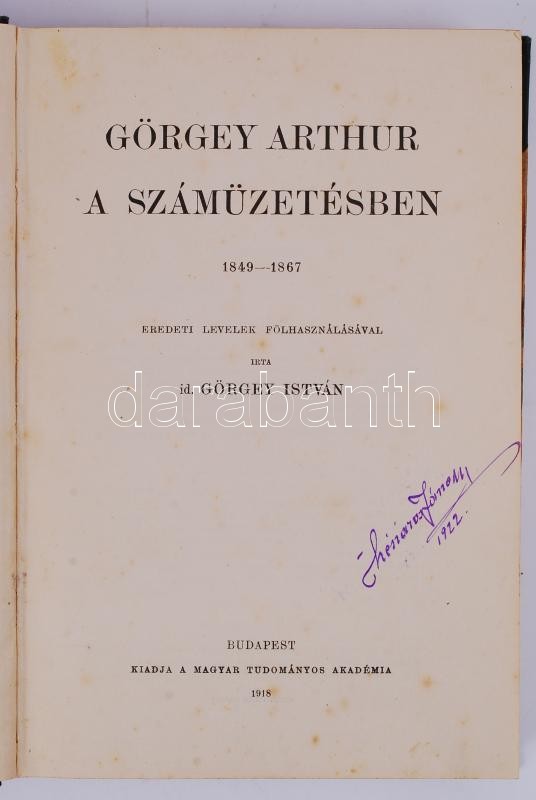 GÖRGEY ARTHUR
A SZÁMÜZETÉSBEN
1849—1867
EREDETI LEVELEK FÖLHASZNÁLÁSÁVAL
IRTA
id. GÖRGEY ISTVÁN
darabanth
1922.
BUDAPEST
KIADJA A MAGYAR TUDOMÁNYOS AKADÉMIA
1918